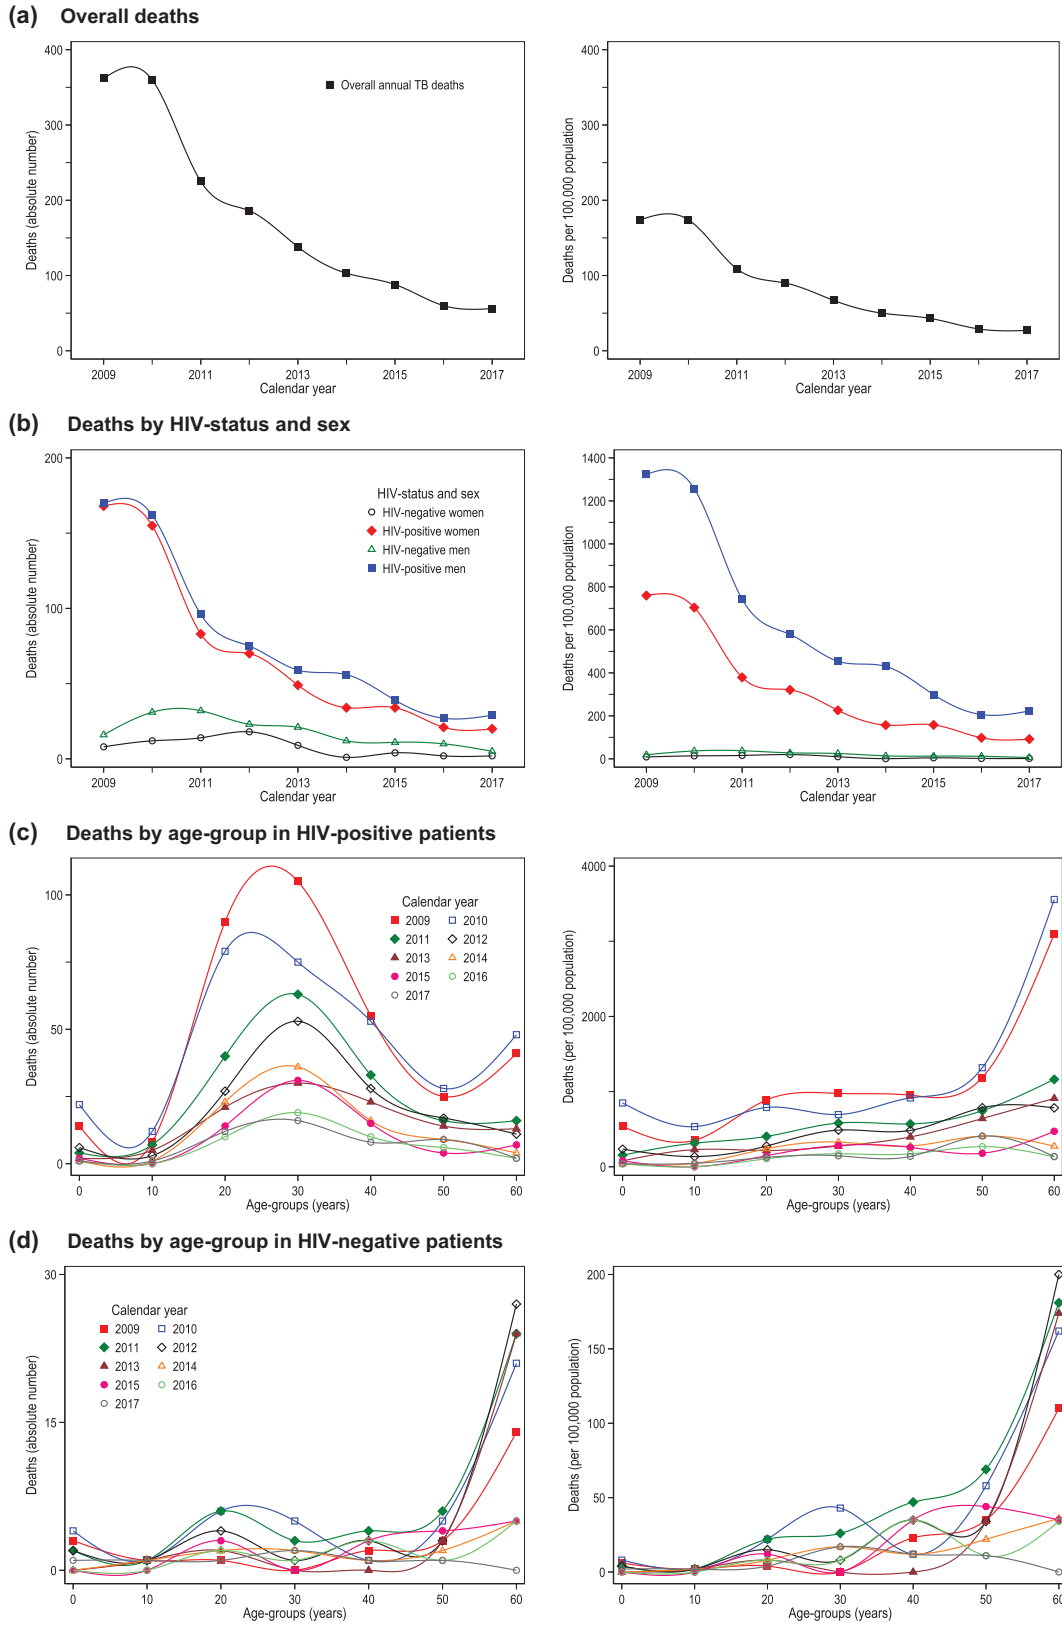 (a) Overall deaths
400
300
200
100
0
Deaths (absolute number)
Overall annual TB deaths
2009 2011 2013 2015 2017
Calendar year
400
300
200
100
0
Deaths per 100,000 population
2009 2011 2013 2015 2017
Calendar year
(b) Deaths by HIV-status and sex
200
100
0
Deaths (absolute number)
HIV-status and sex
HIV-negative women
HIV-positive women
HIV-negative men
HIV-positive men
2009 2011 2013 2015 2017
Calendar year
1400
1200
1000
800
600
400
200
0
Deaths per 100,000 population
2009 2011 2013 2015 2017
Calendar year
(c) Deaths by age-group in HIV-positive patients
100
50
0
Deaths (absolute number)
Calendar year
2009 2010
2011 2012
2013 2014
2015 2016
2017
0 10 20 30 40 50 60
Age-groups (years)
4000
2000
0
Deaths (per 100,000 population)
0 10 20 30 40 50 60
Age-groups (years)
(d) Deaths by age-group in HIV-negative patients
30
15
0
Deaths (absolute number)
Calendar year
2009 2010
2011 2012
2013 2014
2015 2016
2017
0 10 20 30 40 50 60
Age-groups (years)
200
150
100
50
0
Deaths (per 100,000 population)
0 10 20 30 40 50 60
Age-groups (years)